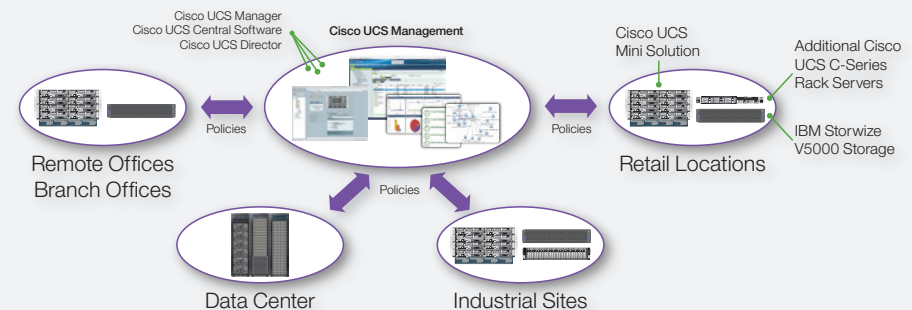 Cisco UCS Manager
Cisco UCS Central Software
Cisco UCS Director
Cisco UCS Management
Cisco UCS
Mini Solution
Additional Cisco
UCS C-Series
Rack Servers
IBM Storwize
V5000 Storage
Policies
Policies
Remote Offices
Branch Offices
Retail Locations
Policies
Data Center
Industrial Sites